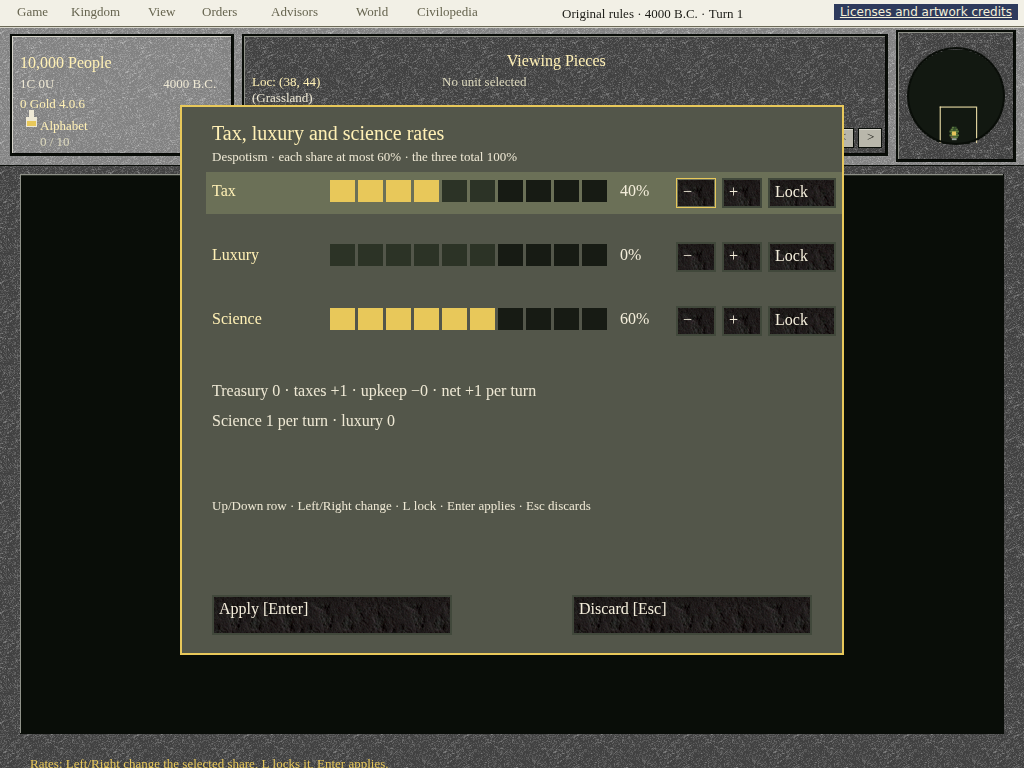 Game Kingdom View Orders Advisors World Civilopedia Original rules · 4000 B.C. · Turn 1 Licenses and artwork credits
10,000 People
1C 0U 4000 B.C.
0 Gold 4.0.6
Alphabet
0 / 10
Viewing Pieces
Loc: (38, 44) No unit selected
(Grassland)
>
Tax, luxury and science rates
Despotism · each share at most 60% · the three total 100%
Tax 40% − + Lock
Luxury 0% − + Lock
Science 60% − + Lock
Treasury 0 · taxes +1 · upkeep −0 · net +1 per turn
Science 1 per turn · luxury 0
Up/Down row · Left/Right change · L lock · Enter applies · Esc discards
Apply [Enter] Discard [Esc]
Rates: Left/Right change the selected share. L locks it. Enter applies.